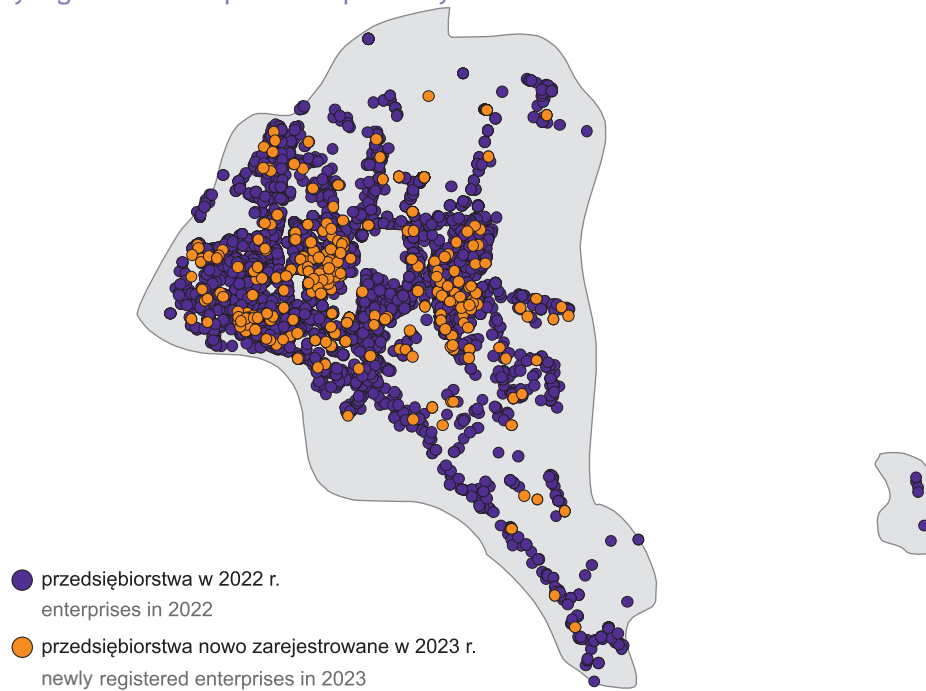 przedsiębiorstwa w 2022 r.
enterprises in 2022
przedsiębiorstwa nowo zarejestrowane w 2023 r.
newly registered enterprises in 2023